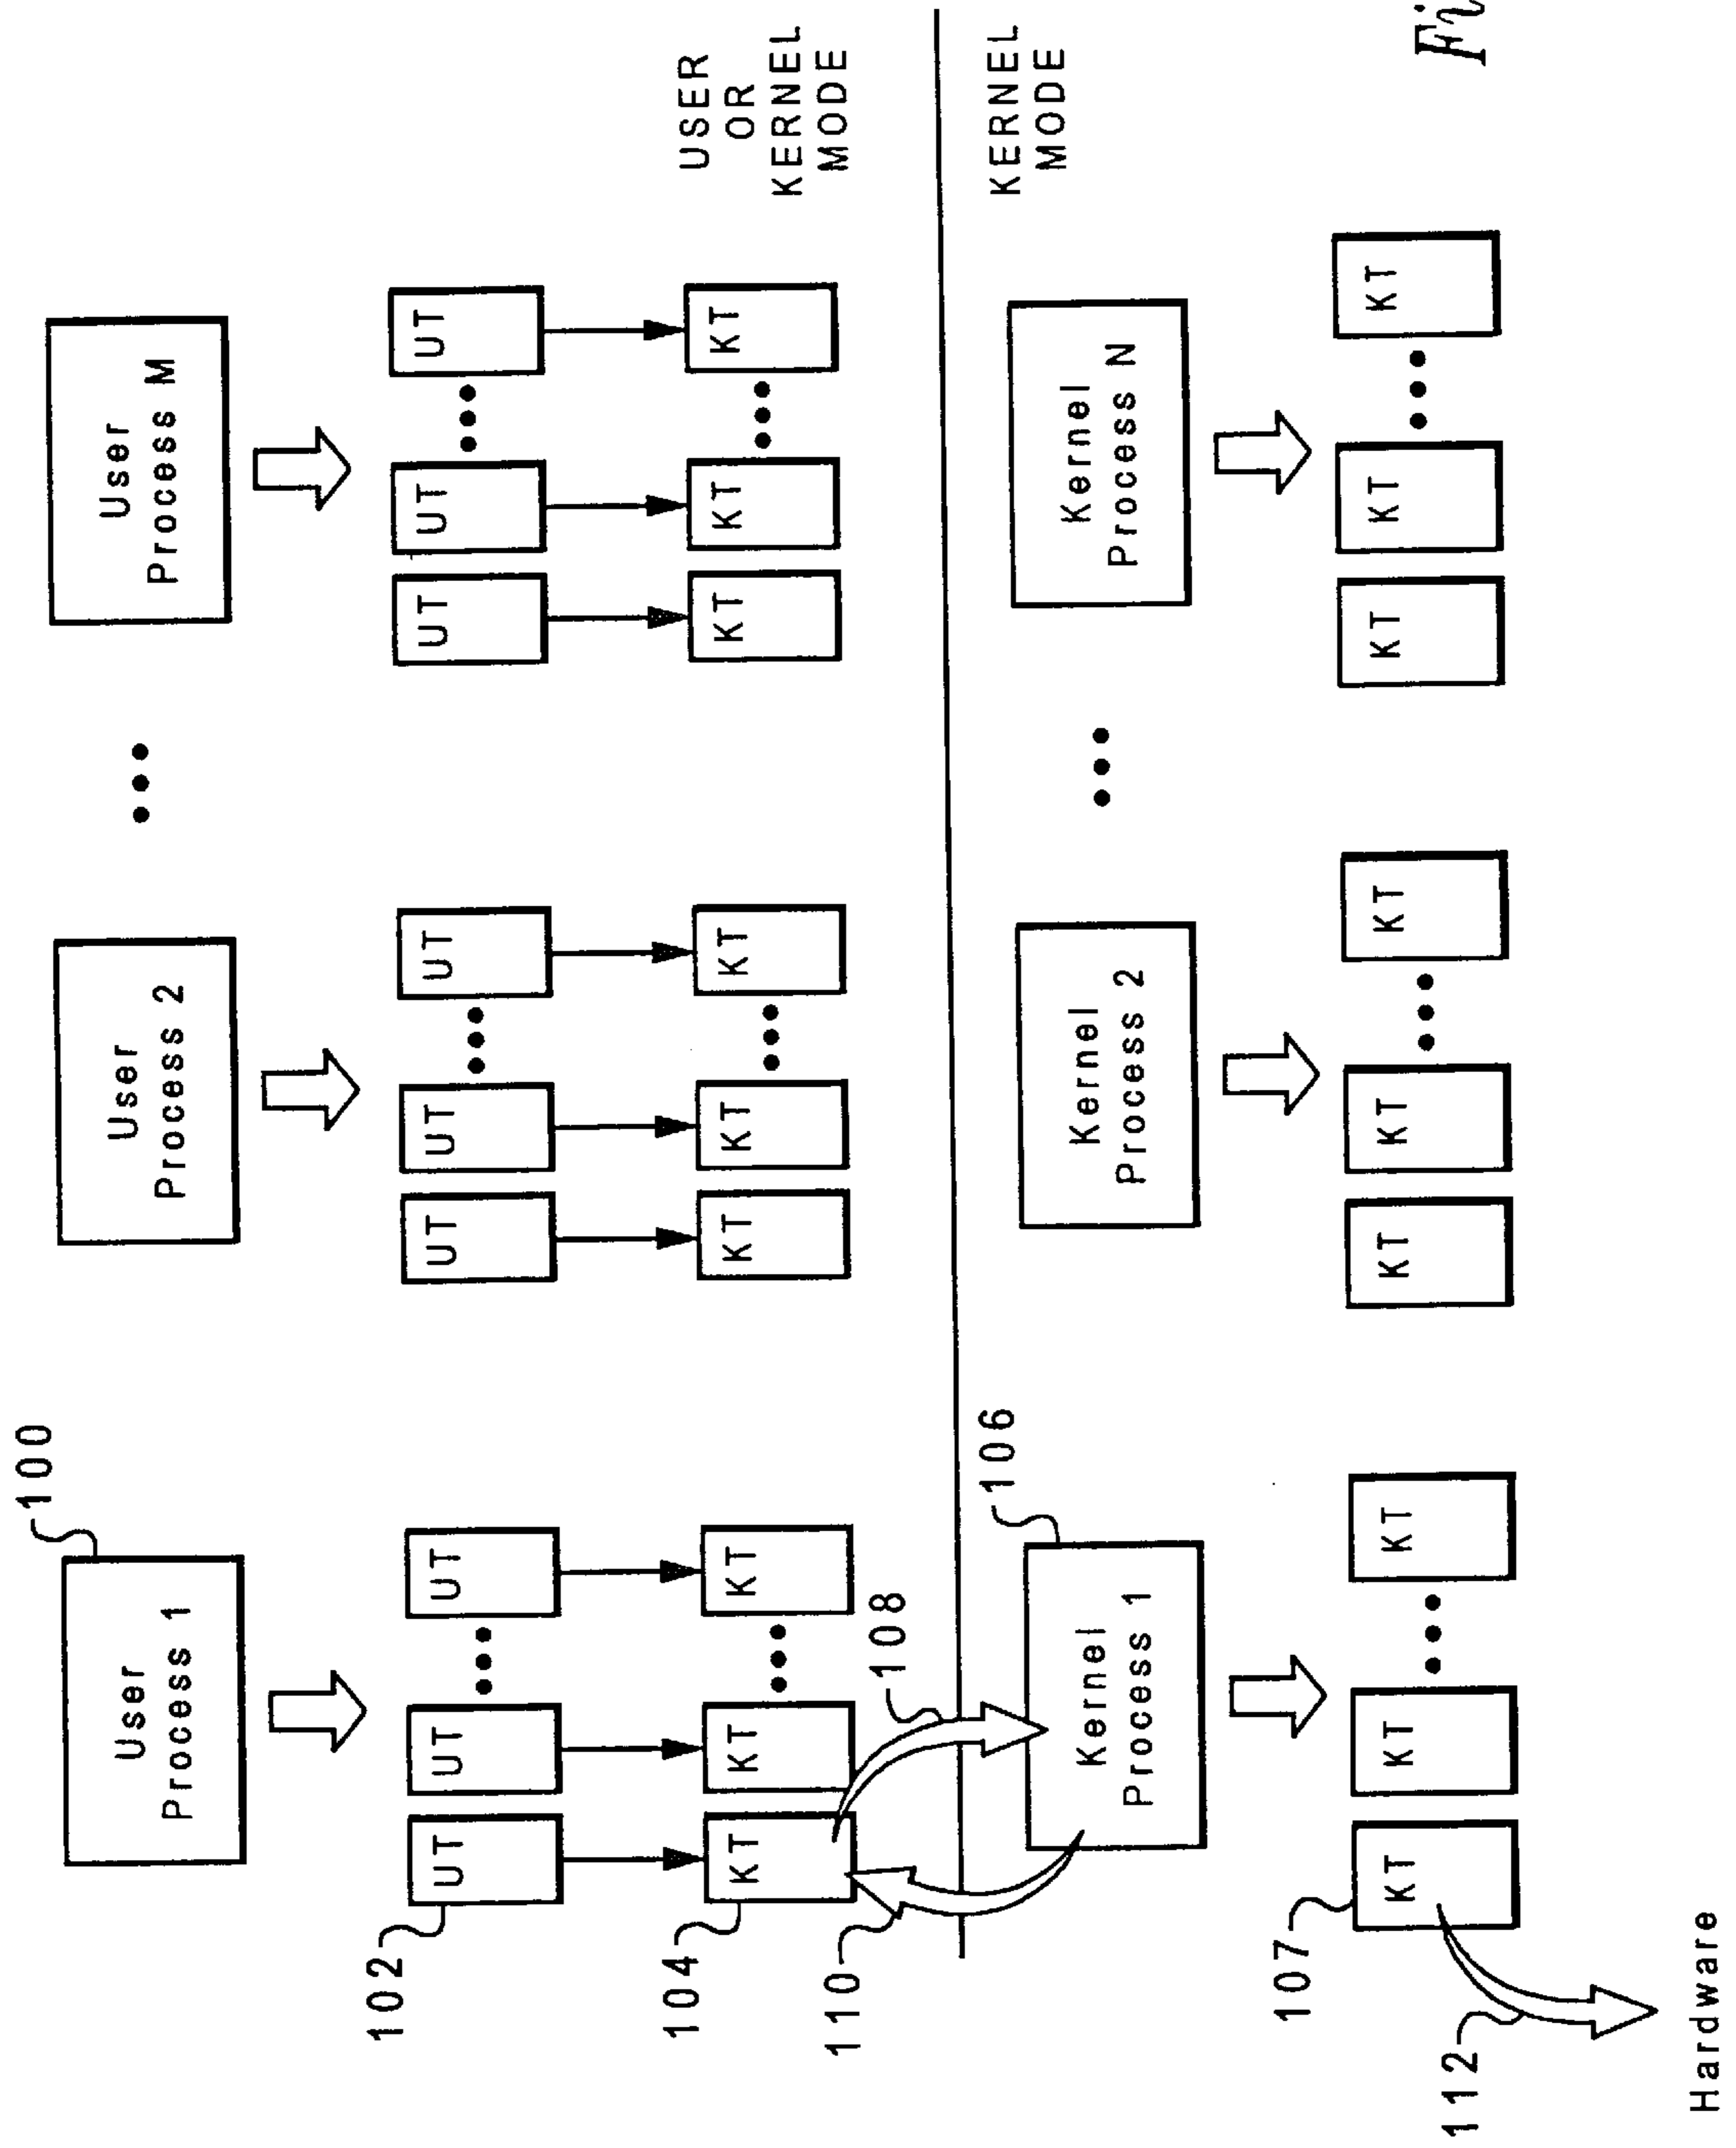 100
User
Process 1
User
Process 2
User
Process M
102
UT
UT
UT
UT
UT
UT
UT
UT
UT
104
KT
KT
KT
KT
KT
KT
KT
KT
KT
USER
OR
KERNEL
MODE
110
108
106
KERNEL
MODE
Kernel
Process 1
Kernel
Process 2
Kernel
Process N
107
KT
KT
KT
KT
KT
KT
KT
KT
KT
112
Hardware
Fi